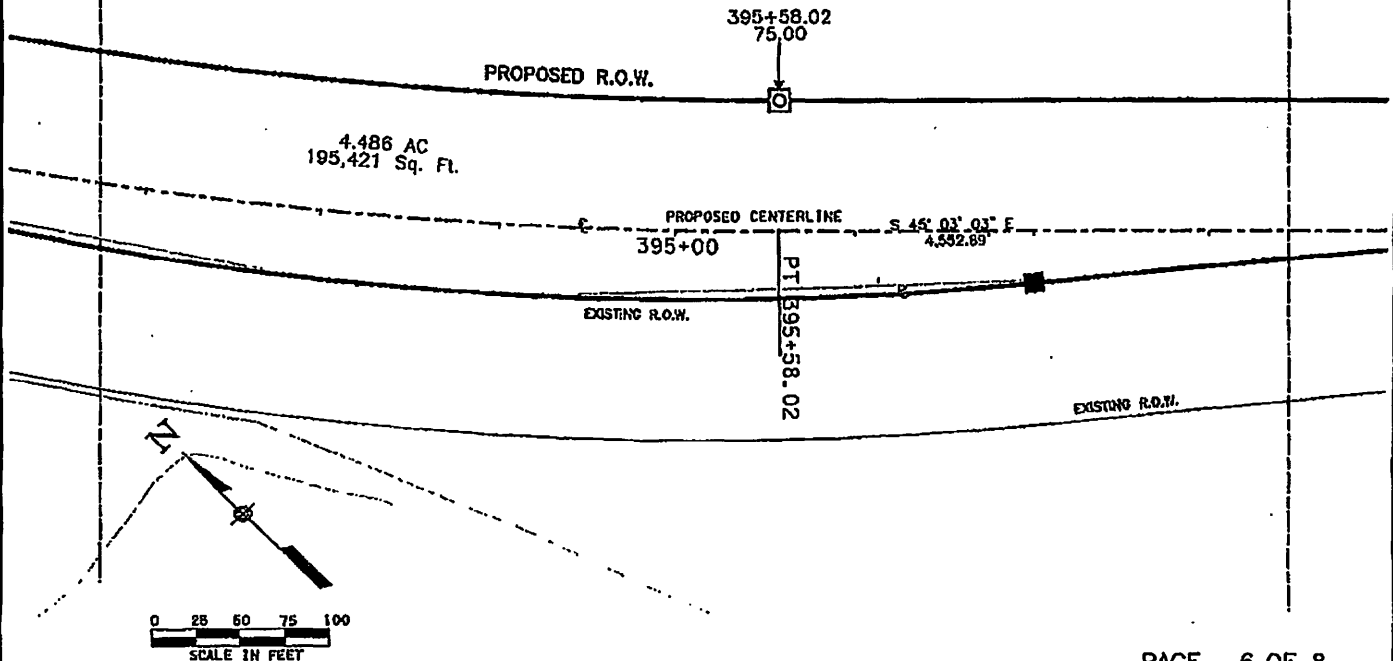 395+58.02
75.00
PROPOSED R.O.W.
4.486 AC
195,421 Sq. Ft.
PROPOSED CENTERLINE
S 45° 03' 03" E
4,552.89'
395+00
PT 395+58.02
EXISTING R.O.W.
EXISTING R.O.W.
N
0 25 50 75 100
SCALE IN FEET
PAGE 6 OF 8